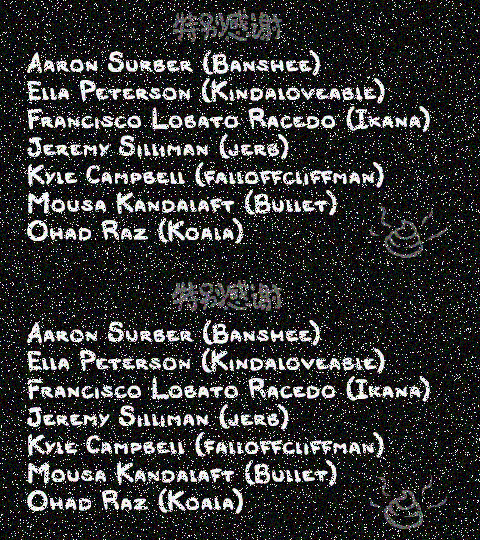 特别感谢
Aaron Surber (Banshee)
Ella Peterson (Kindaloveable)
Francisco Lobato Racedo (Ikana)
Jeremy Silliman (jerb)
Kyle Campbell (falloffcliffman)
Mousa Kandalaft (Bullet)
Ohad Raz (Koala)
特别感谢
Aaron Surber (Banshee)
Ella Peterson (Kindaloveable)
Francisco Lobato Racedo (Ikana)
Jeremy Silliman (jerb)
Kyle Campbell (falloffcliffman)
Mousa Kandalaft (Bullet)
Ohad Raz (Koala)